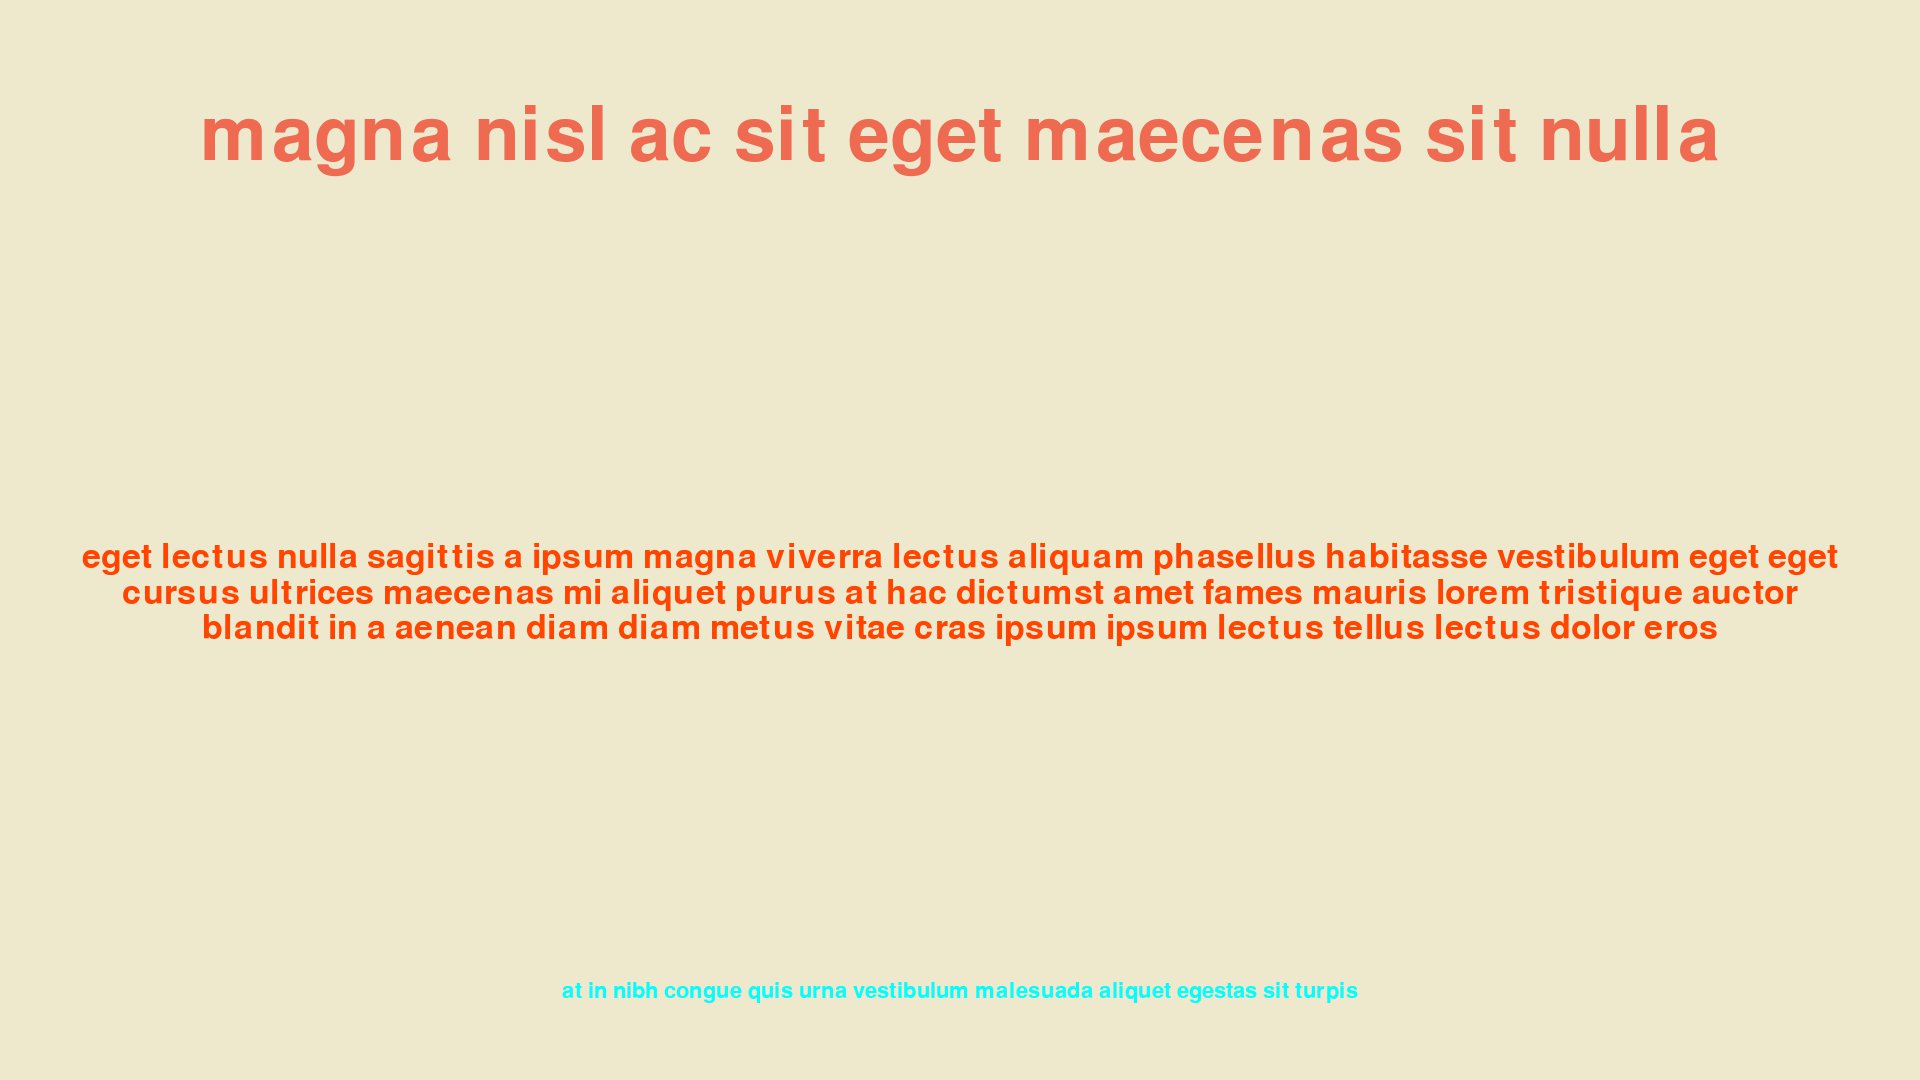 magna nisl ac sit eget maecenas sit nulla
eget lectus nulla sagittis a ipsum magna viverra lectus aliquam phasellus habitasse vestibulum eget eget
cursus ultrices maecenas mi aliquet purus at hac dictumst amet fames mauris lorem tristique auctor
blandit in a aenean diam diam metus vitae cras ipsum ipsum lectus tellus lectus dolor eros
at in nibh congue quis urna vestibulum malesuada aliquet egestas sit turpis